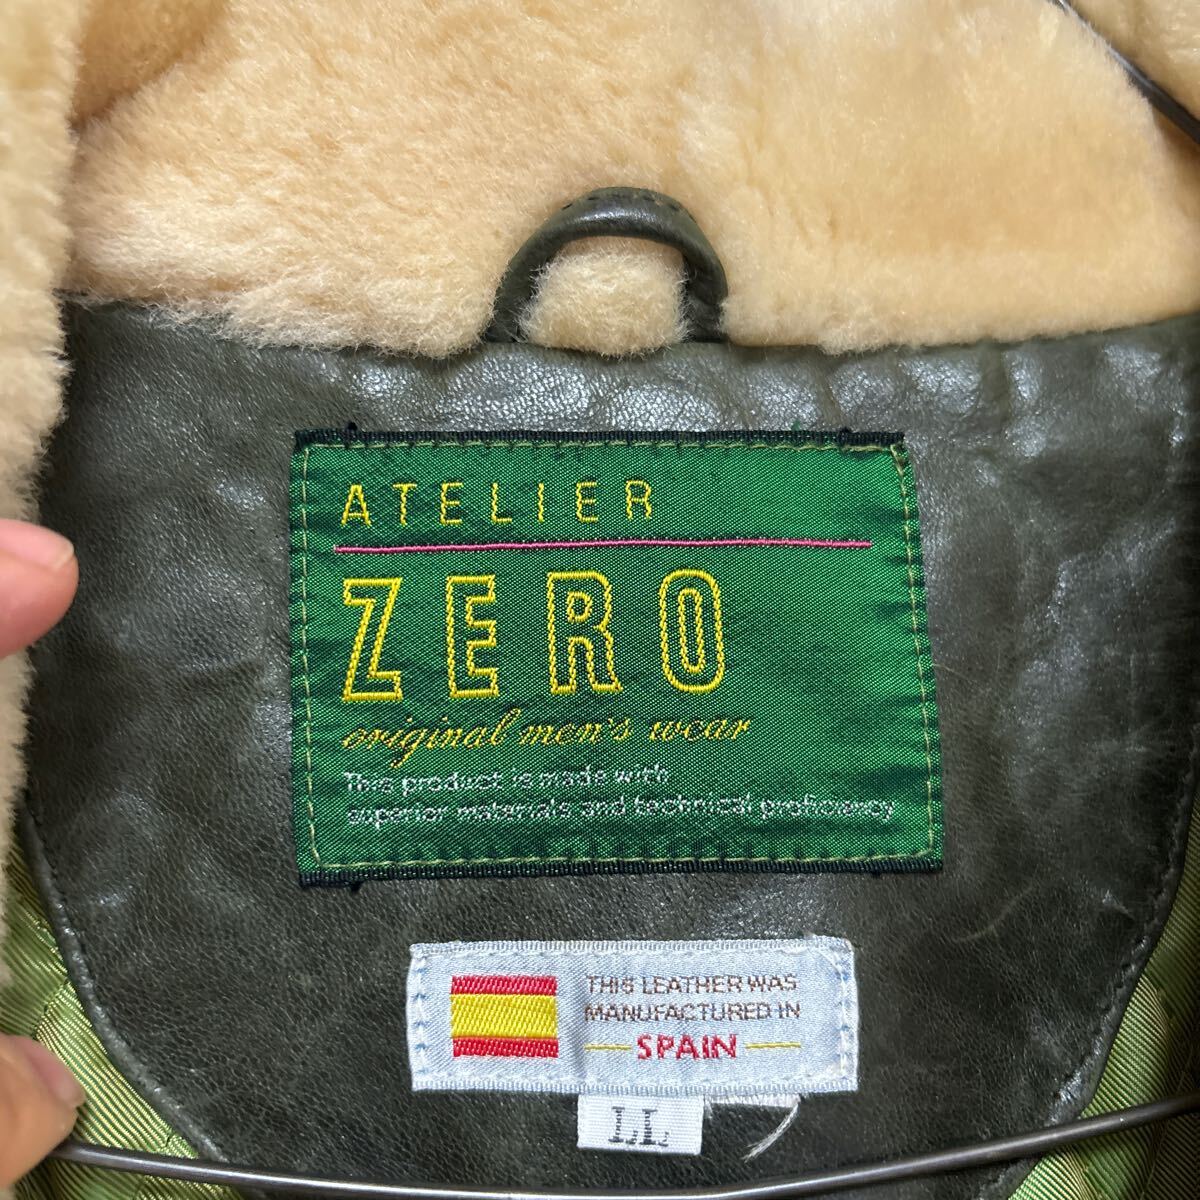 ATELIER
ZERO
original men's wear
This product is made with
superior materials and technical proficiency
THIS LEATHER WAS
MANUFACTURED IN
SPAIN
LL